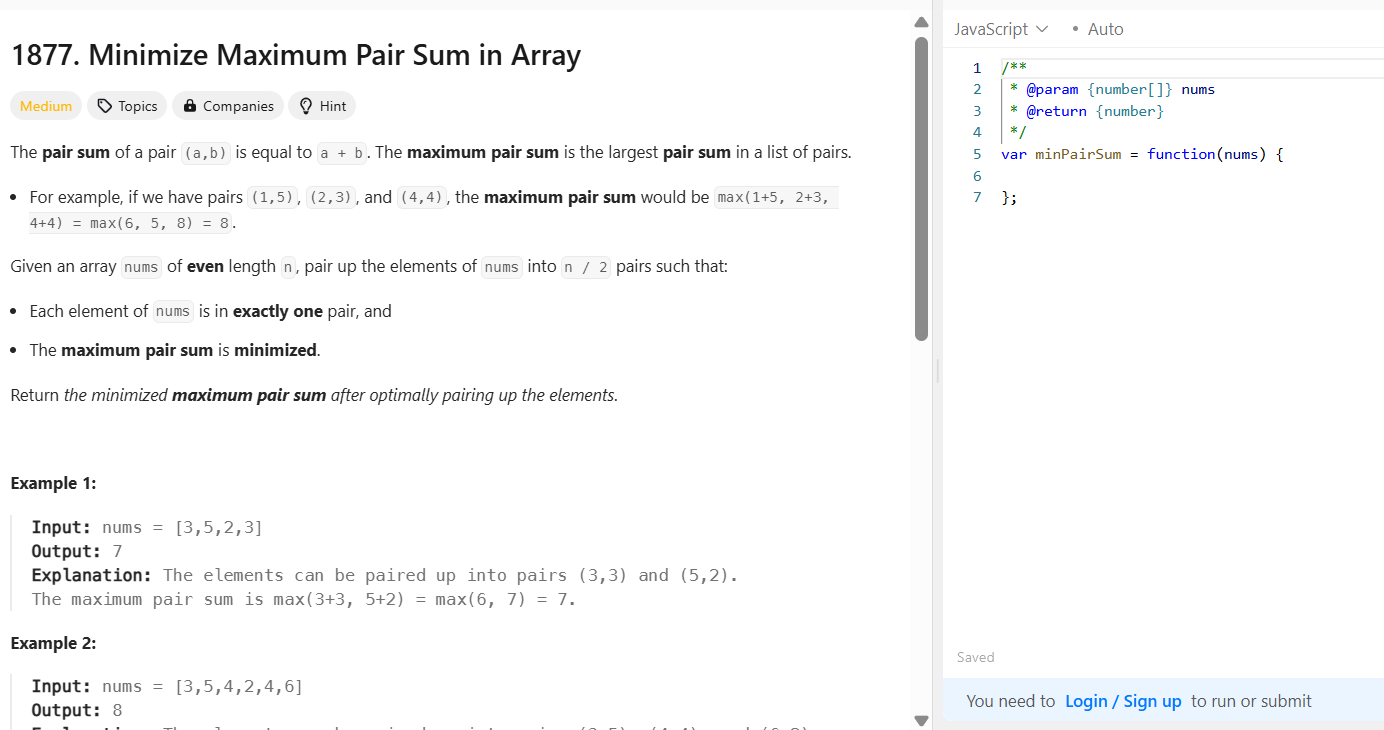 1877. Minimize Maximum Pair Sum in Array
Medium Topics Companies Hint
The pair sum of a pair (a,b) is equal to a + b. The maximum pair sum is the largest pair sum in a list of pairs.
• For example, if we have pairs (1,5), (2,3), and (4,4), the maximum pair sum would be max(1+5, 2+3,
4+4) = max(6, 5, 8) = 8.
Given an array nums of even length n, pair up the elements of nums into n / 2 pairs such that:
• Each element of nums is in exactly one pair, and
• The maximum pair sum is minimized.
Return the minimized maximum pair sum after optimally pairing up the elements.
Example 1:
Input: nums = [3,5,2,3]
Output: 7
Explanation: The elements can be paired up into pairs (3,3) and (5,2).
The maximum pair sum is max(3+3, 5+2) = max(6, 7) = 7.
Example 2:
Input: nums = [3,5,4,2,4,6]
Output: 8
JavaScript • Auto
1 /**
2 * @param {number[]} nums
3 * @return {number}
4 */
5 var minPairSum = function(nums) {
6
7 };
Saved
You need to Login / Sign up to run or submit